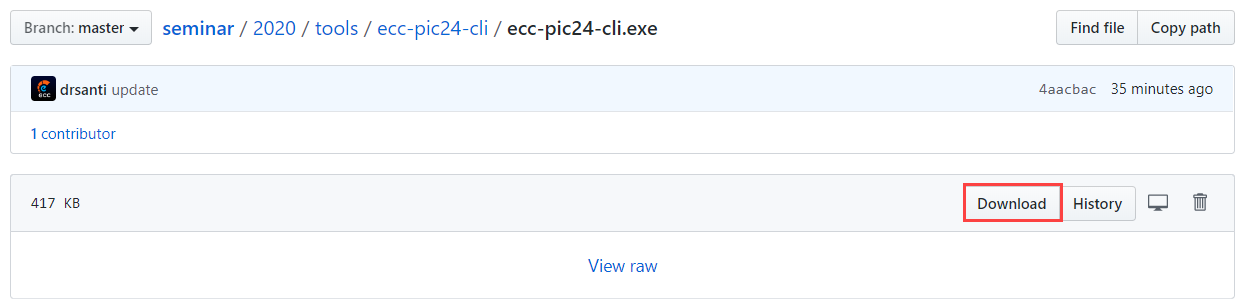 Branch: master seminar / 2020 / tools / ecc-pic24-cli / ecc-pic24-cli.exe Find file Copy path
ecc drsanti update 4aacbac 35 minutes ago
1 contributor
417 KB Download History
View raw